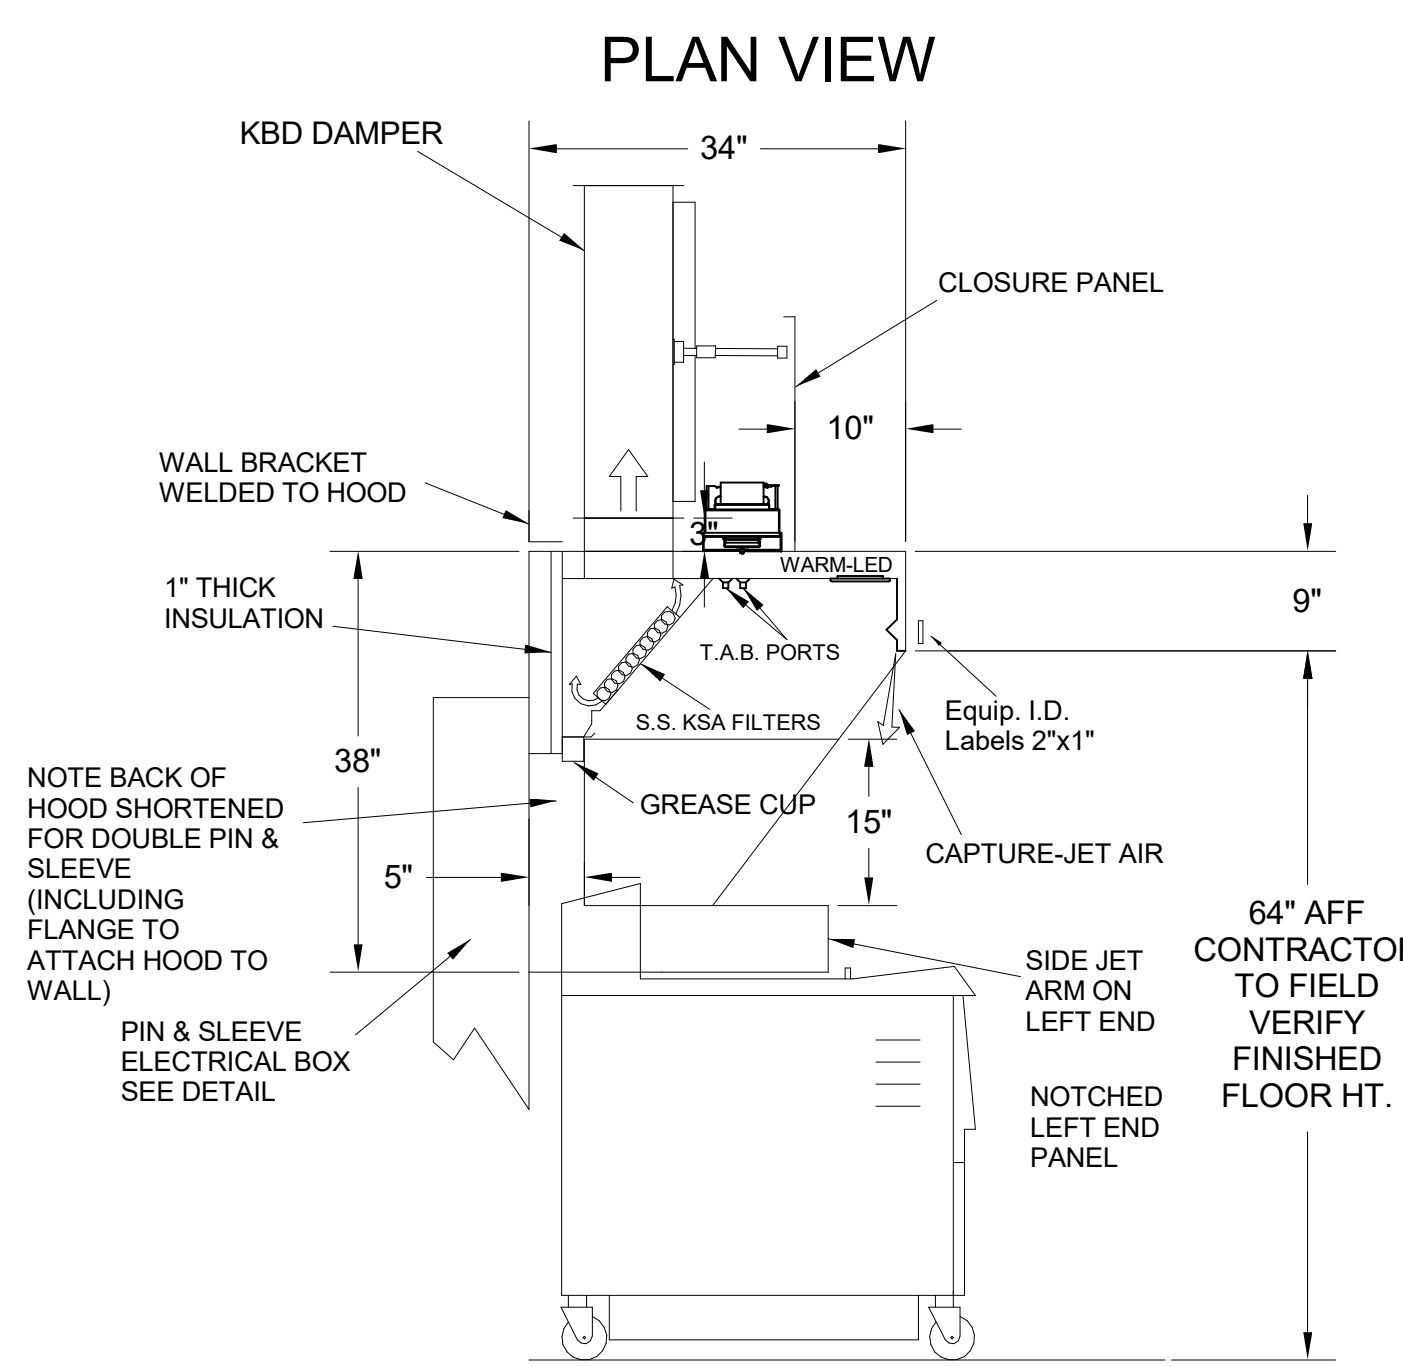 PLAN VIEW
KBD DAMPER
34"
CLOSURE PANEL
10"
WALL BRACKET
WELDED TO HOOD
3"
WARM-LED
1" THICK
INSULATION
9"
T.A.B. PORTS
S.S. KSA FILTERS
Equip. I.D.
Labels 2"x1"
38"
NOTE BACK OF
HOOD SHORTENED
FOR DOUBLE PIN &
SLEEVE
(INCLUDING
FLANGE TO
ATTACH HOOD TO
WALL)
GREASE CUP
15"
CAPTURE-JET AIR
5"
64" AFF
CONTRACTOR
TO FIELD
VERIFY
FINISHED
FLOOR HT.
SIDE JET
ARM ON
LEFT END
PIN & SLEEVE
ELECTRICAL BOX
SEE DETAIL
NOTCHED
LEFT END
PANEL